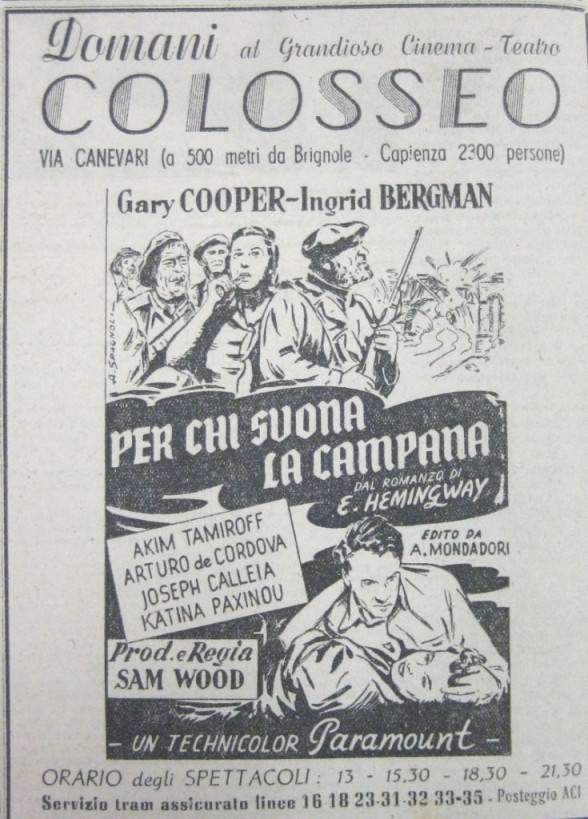 Domani al Grandioso Cinema - Teatro
COLOSSEO
VIA CANEVARI (a 500 metri da Brignole - Capienza 2300 persone)
Gary COOPER-Ingrid BERGMAN
A. SPAGNOLI
PER CHI SUONA
LA CAMPANA
DAL ROMANZO DI
E. HEMINGWAY
EDITO DA
A. MONDADORI
AKIM TAMIROFF
ARTURO de CORDOVA
JOSEPH CALLEIA
KATINA PAXINOU
Prod. e Regia
SAM WOOD
- UN TECHNICOLOR Paramount -
ORARIO degli SPETTACOLI : 13 - 15.30 - 18,30 - 21,30
Servizio tram assicurato linee 16 18 23-31-32 33-35 - Posteggio ACI